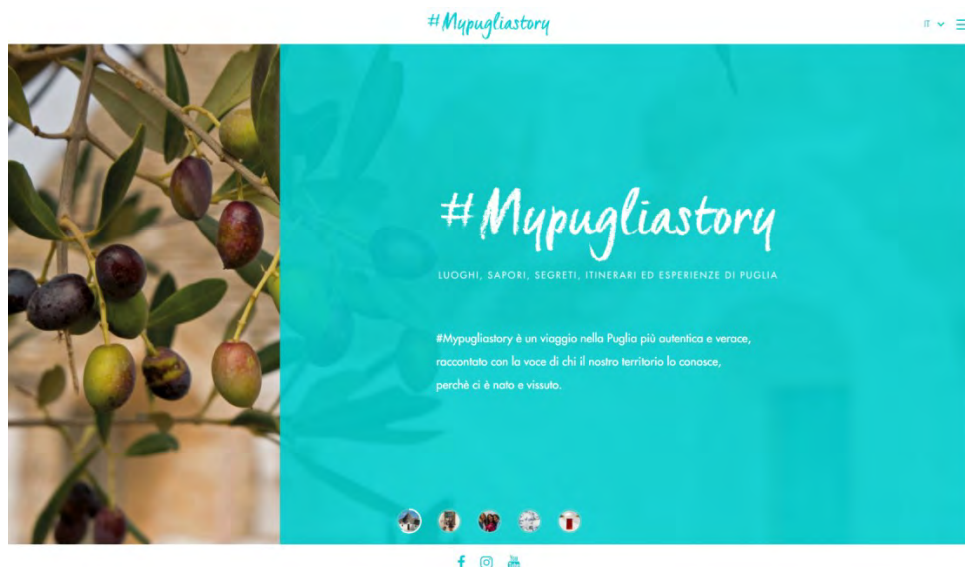 #Mypugliastory
IT
#Mypugliastory
LUOGHI, SAPORI, SEGRETI, ITINERARI ED ESPERIENZE DI PUGLIA
#Mypugliastory è un viaggio nella Puglia più autentica e verace,
raccontato con la voce di chi il nostro territorio lo conosce,
perchè ci è nato e vissuto.